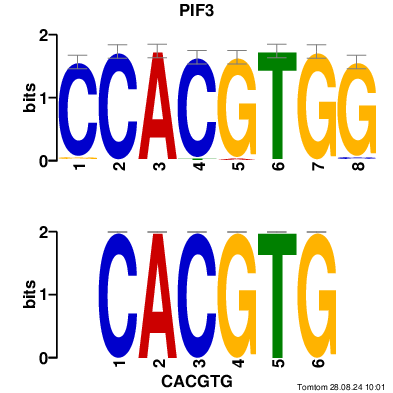 PIF3
2
1
0
bits
CCACGTGG
1 2 3 4 5 6 7 8
2
1
0
bits
CACGTG
1 2 3 4 5 6
CACGTG
Tomtom 28.08.24 10:01